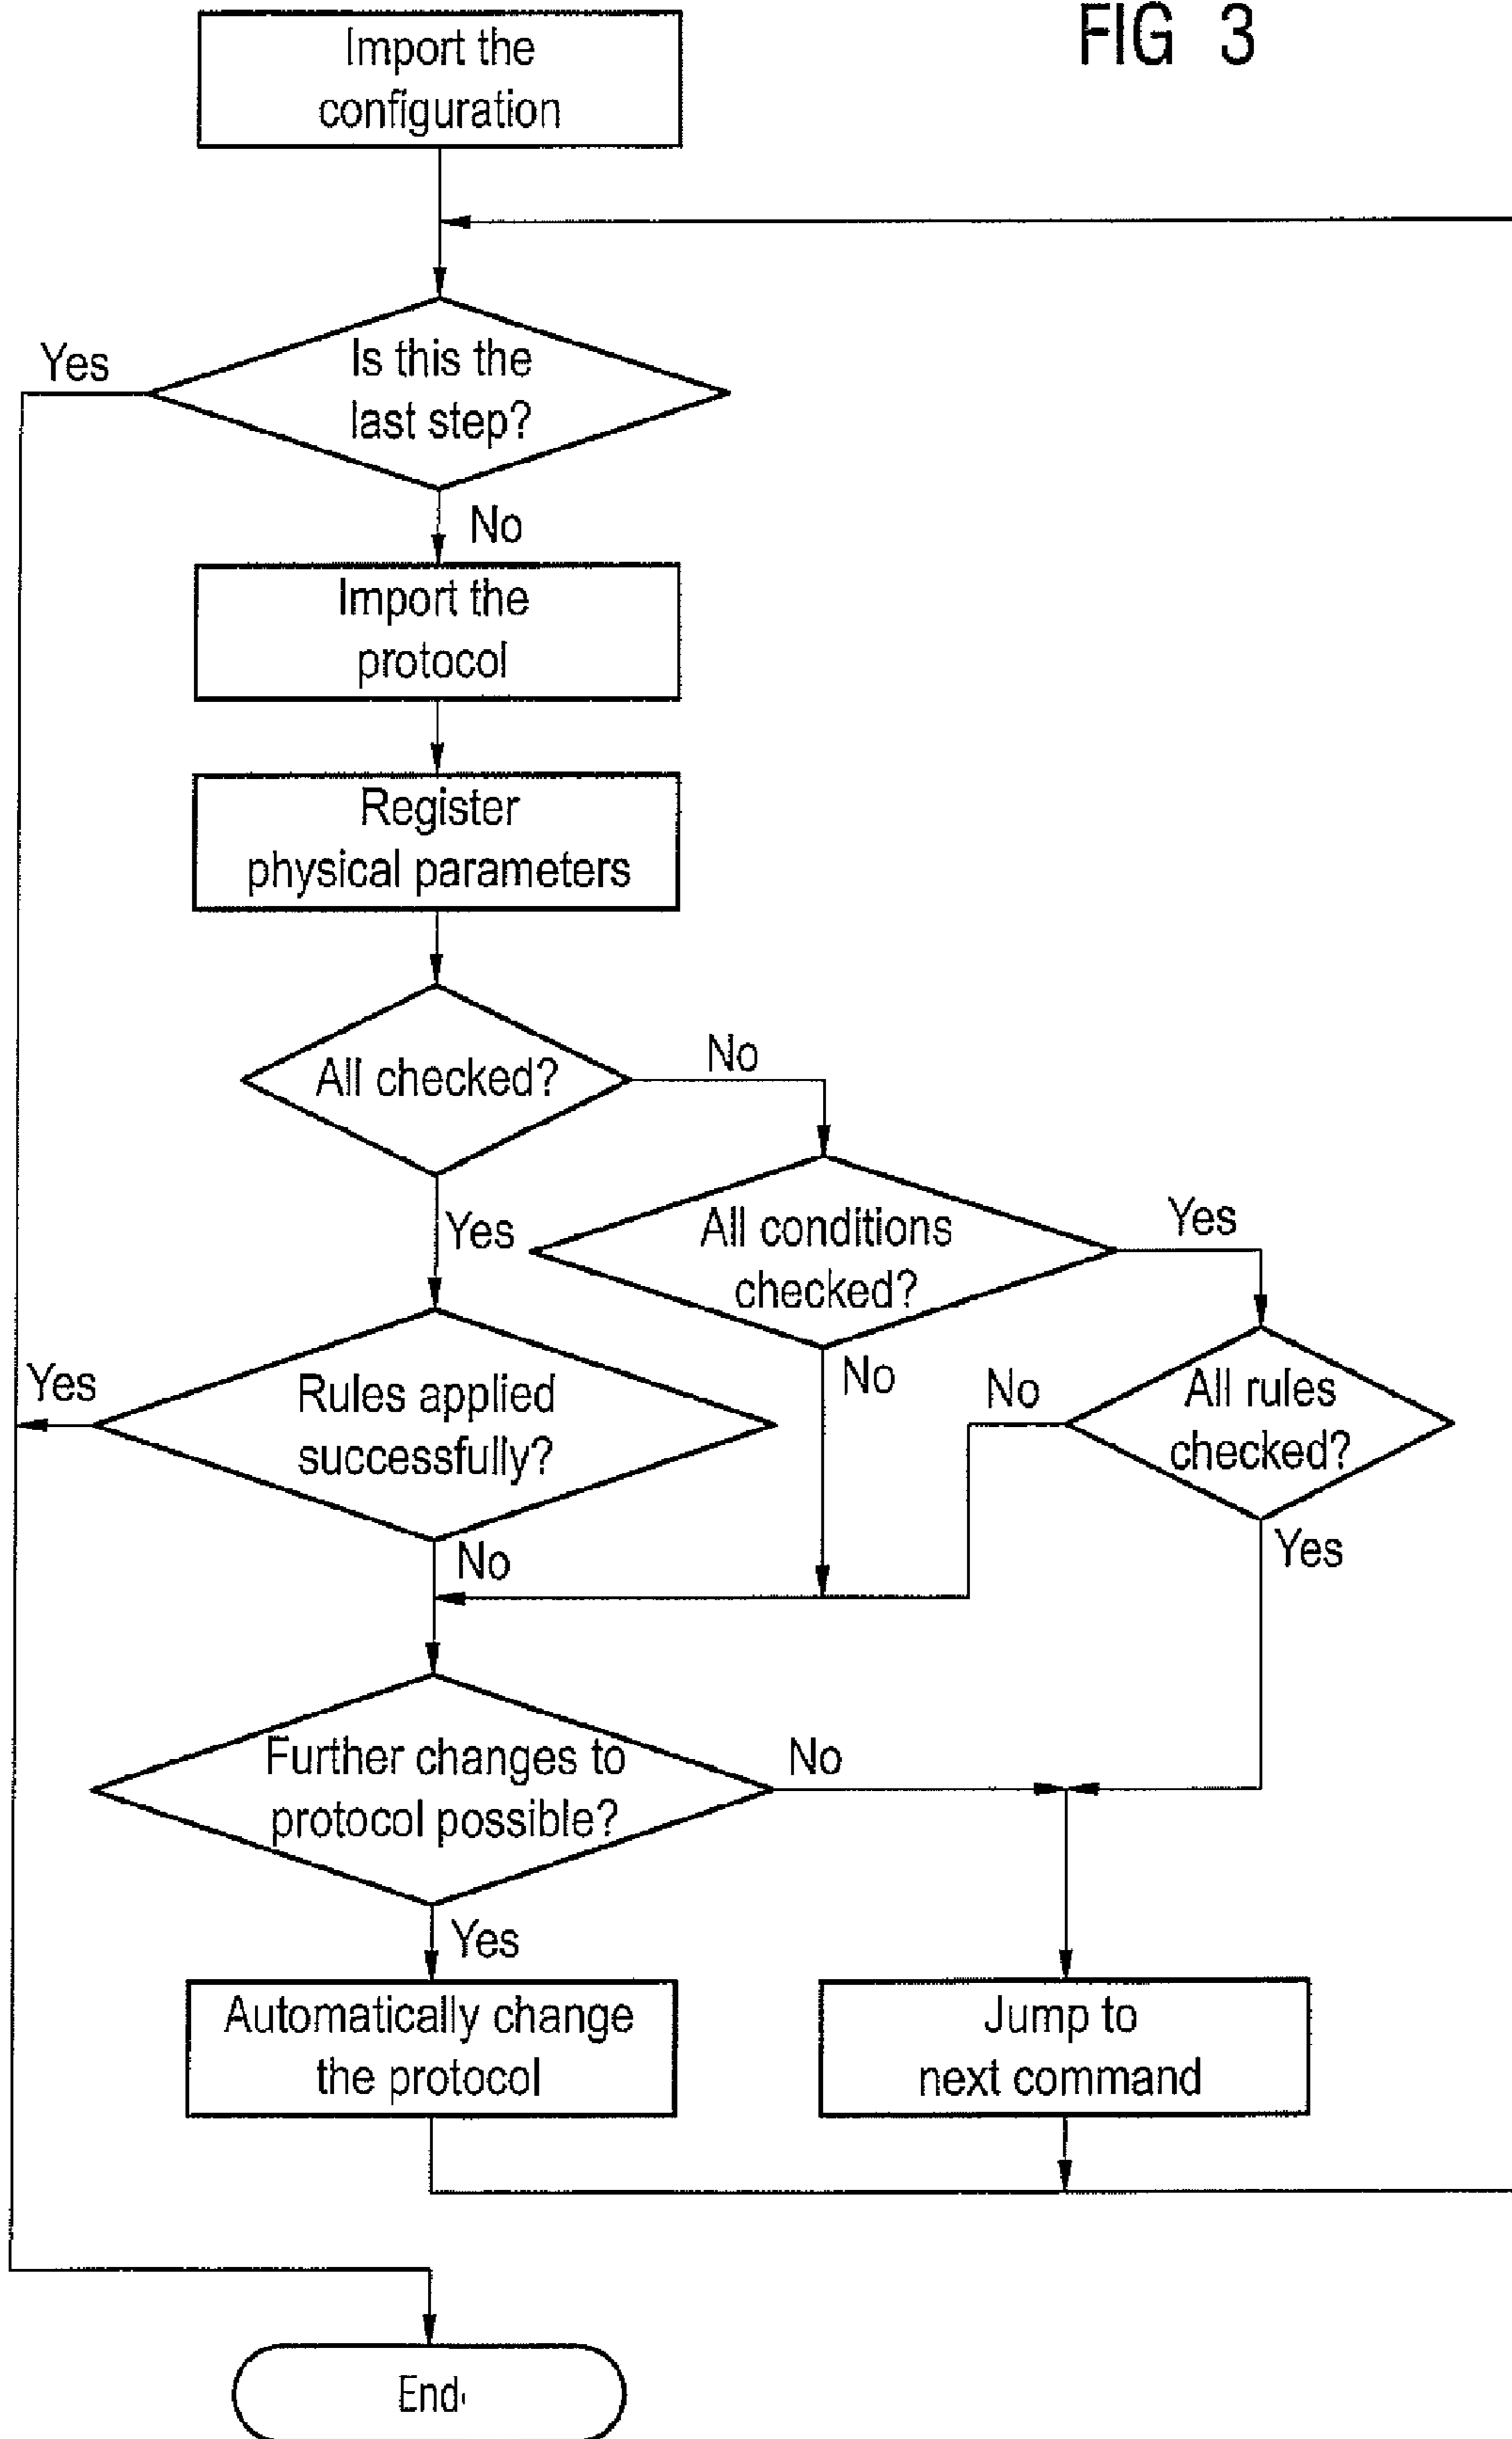 FIG 3
Import the
configuration
Yes
Is this the
last step?
No
Import the
protocol
Register
physical parameters
All checked?
No
Yes
All conditions
checked?
Yes
No
Yes
Rules applied
successfully?
No
All rules
checked?
No
Yes
Further changes to
protocol possible?
No
Yes
Automatically change
the protocol
Jump to
next command
End